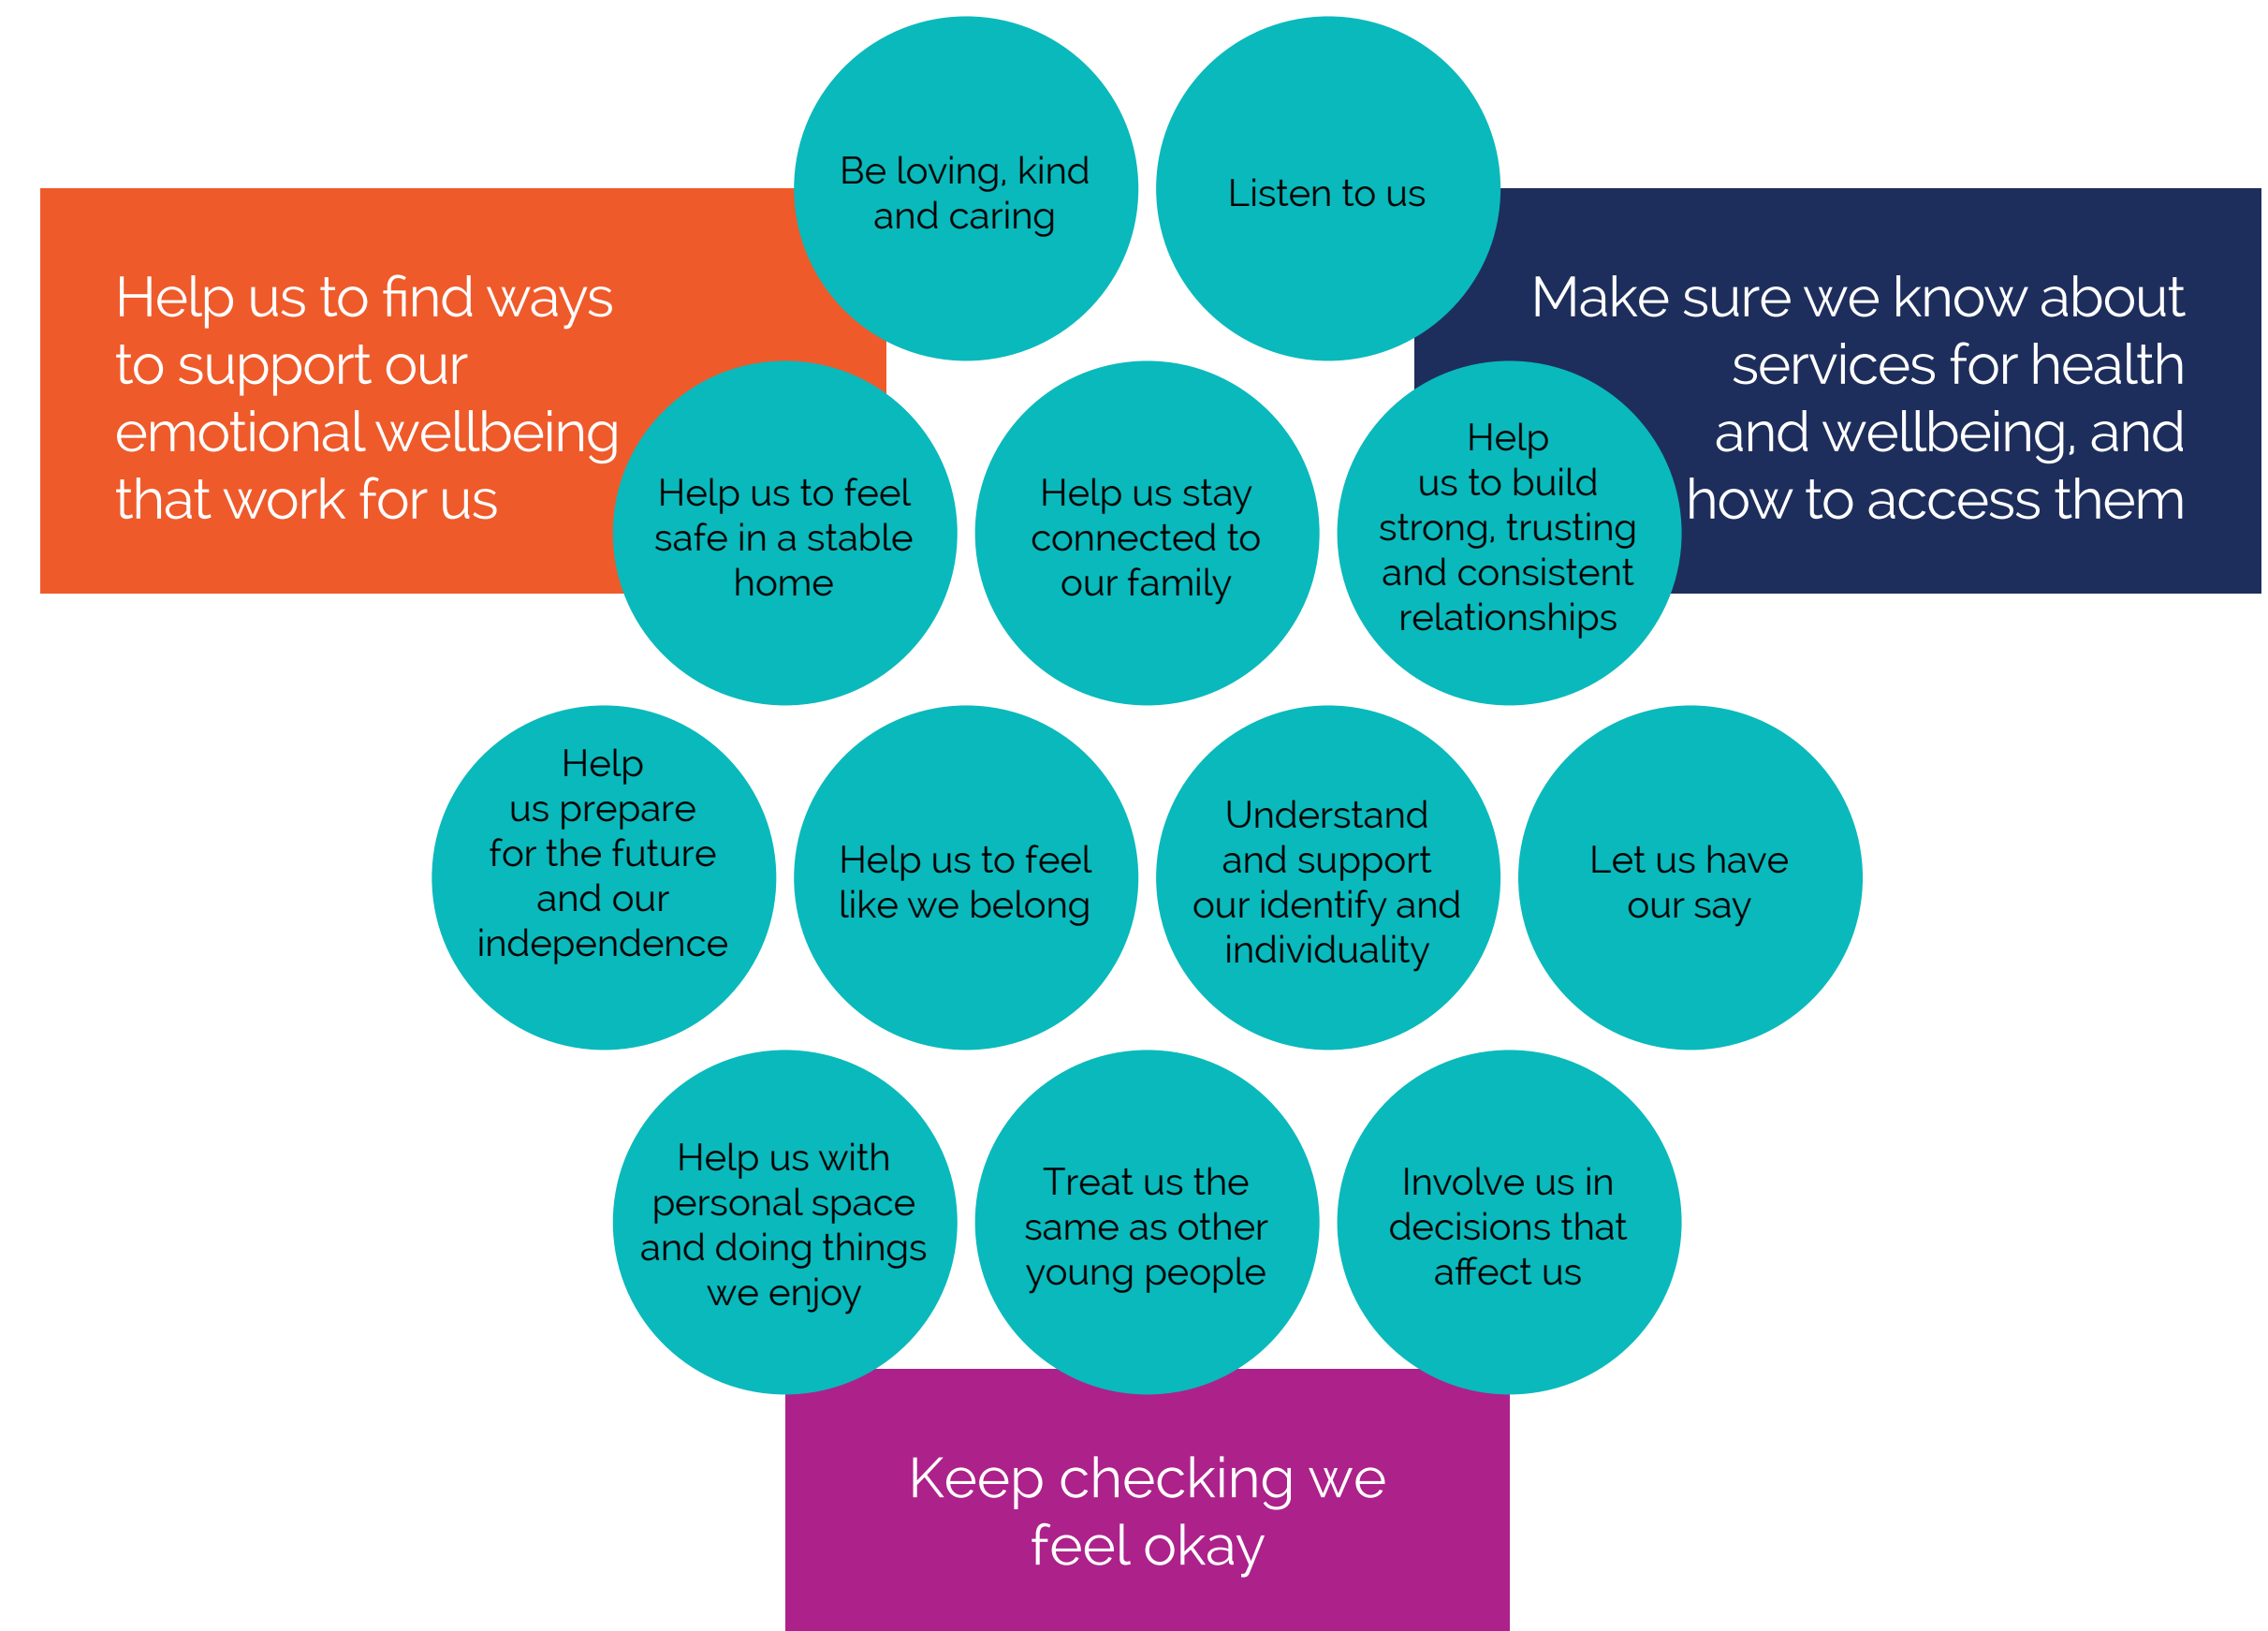 Be loving, kind
and caring
Listen to us
Help us to find ways
to support our
emotional wellbeing
that work for us
Make sure we know about
services for health
and wellbeing, and
how to access them
Help us to feel
safe in a stable
home
Help us stay
connected to
our family
Help
us to build
strong, trusting
and consistent
relationships
Help
us prepare
for the future
and our
independence
Help us to feel
like we belong
Understand
and support
our identify and
individuality
Let us have
our say
Help us with
personal space
and doing things
we enjoy
Treat us the
same as other
young people
Involve us in
decisions that
affect us
Keep checking we
feel okay